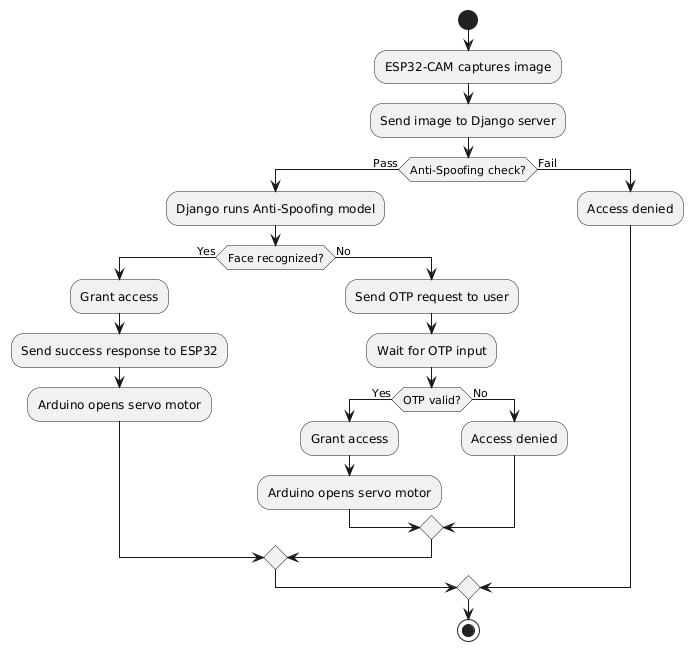 ESP32-CAM captures image
Send image to Django server
Pass
Anti-Spoofing check?
Fail
Django runs Anti-Spoofing model
Access denied
Yes
Face recognized?
No
Grant access
Send OTP request to user
Send success response to ESP32
Wait for OTP input
Arduino opens servo motor
Yes
OTP valid?
No
Grant access
Access denied
Arduino opens servo motor